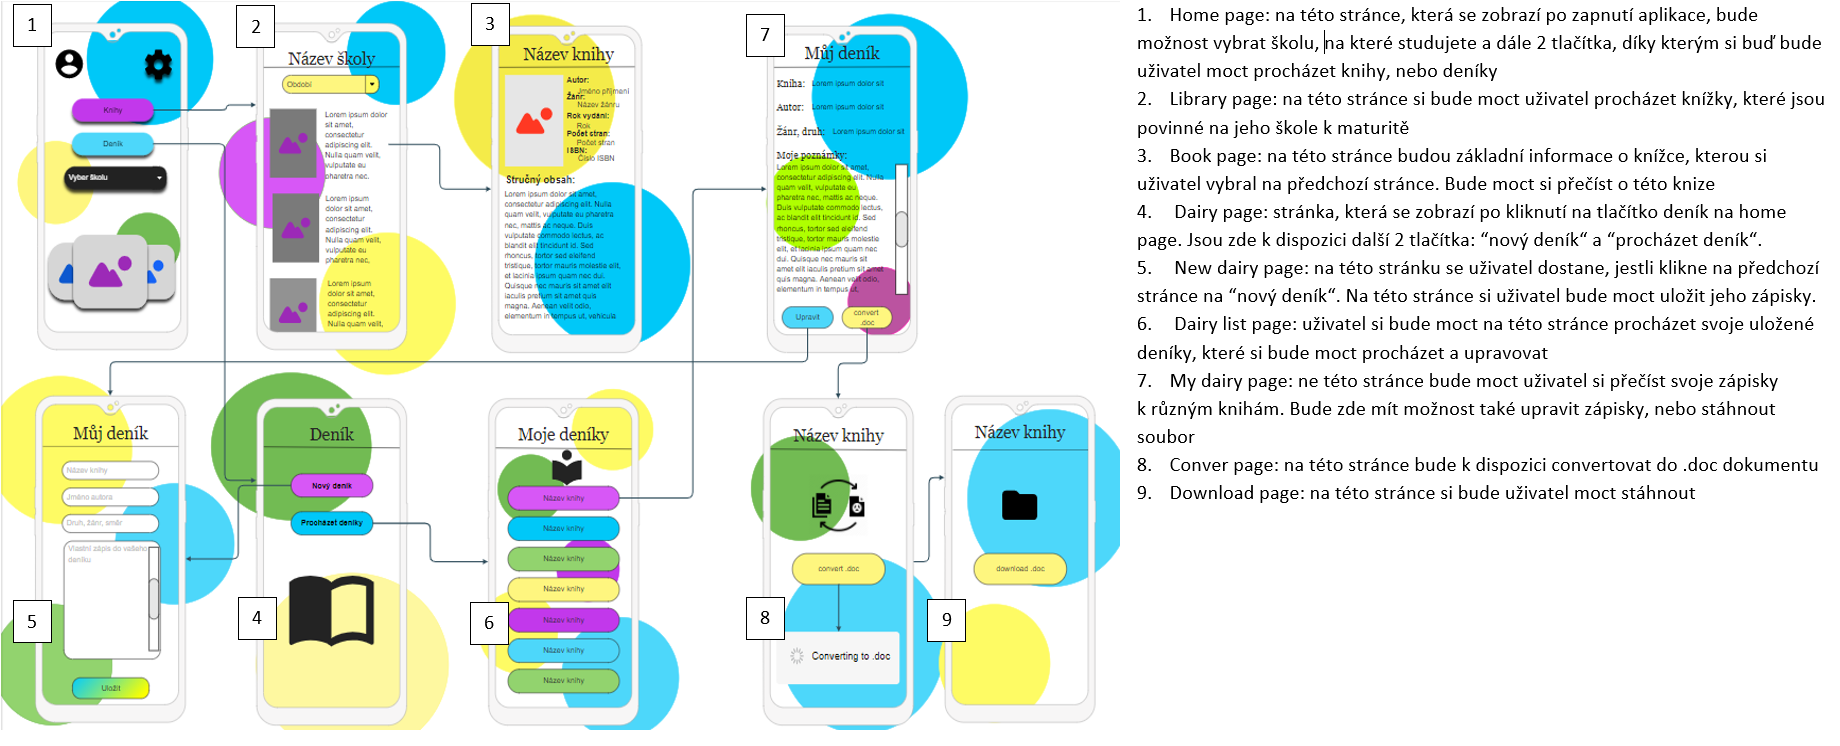 1
Knihy
Deník
Vyber školu
2
Název školy
Období
Lorem ipsum dolor
sit amet,
consectetur
adipiscing elit.
Nulla quam velit,
vulputate eu
pharetra nec,
Lorem ipsum
dolor sit amet,
consectetur
adipiscing elit.
Nulla quam velit,
vulputate eu
pharetra nec,
Lorem ipsum
dolor sit amet,
consectetur
adipiscing elit.
Nulla quam velit,
3
Název knihy
Autor:
Jméno příjmení
Žánr:
Název žánru
Rok vydání:
Rok
Počet stran:
Počet stran
ISBN:
Číslo ISBN
Stručný obsah:
Lorem ipsum dolor sit amet,
consectetur adipiscing elit. Nulla
quam velit, vulputate eu pharetra
nec, mattis ac neque. Duis
vulputate commodo lectus, ac
blandit elit tincidunt id. Sed
rhoncus, tortor sed eleifend
tristique, tortor mauris molestie elit,
et lacinia ipsum quam nec dui.
Quisque nec mauris sit amet elit
iaculis pretium sit amet quis
magna. Aenean velit odio,
elementum in tempus ut, vehicula
7
Můj deník
Kniha: Lorem ipsum dolor sit
Autor: Lorem ipsum dolor sit
Žánr, druh: Lorem ipsum dolor sit
Moje poznámky:
Lorem ipsum dolor sit amet,
consectetur adipiscing elit. Nulla
quam velit, vulputate eu pharetra
nec, mattis ac neque.
Duis vulputate commodo lectus,
ac blandit elit tincidunt id. Sed
rhoncus, tortor sed eleifend
tristique, tortor mauris molestie
elit, et lacinia ipsum quam nec
dui. Quisque nec mauris sit
amet elit iaculis pretium sit amet
quis magna. Aenean velit odio,
elementum in tempus ut,
Upravit
convert
.doc
5
Můj deník
Název knihy
Jméno autora
Druh, žánr, směr
Vlastní zápis do vašeho
deníku
Uložit
4
Deník
Nový deník
Procházet deníky
6
Moje deníky
Název knihy
Název knihy
Název knihy
Název knihy
Název knihy
Název knihy
Název knihy
8
Název knihy
convert .doc
Converting to .doc
9
Název knihy
download .doc
1. Home page: na této stránce, která se zobrazí po zapnutí aplikace, bude
možnost vybrat školu, na které studujete a dále 2 tlačítka, díky kterým si buď bude
uživatel moct procházet knihy, nebo deníky
2. Library page: na této stránce si bude moct uživatel procházet knížky, které jsou
povinné na jeho škole k maturitě
3. Book page: na této stránce budou základní informace o knížce, kterou si
uživatel vybral na předchozí stránce. Bude moct si přečíst o této knize
4. Dairy page: stránka, která se zobrazí po kliknutí na tlačítko deník na home
page. Jsou zde k dispozici další 2 tlačítka: “nový deník“ a “procházet deník“.
5. New dairy page: na této stránku se uživatel dostane, jestli klikne na předchozí
stránce na “nový deník“. Na této stránce si uživatel bude moct uložit jeho zápisky.
6. Dairy list page: uživatel si bude moct na této stránce procházet svoje uložené
deníky, které si bude moct procházet a upravovat
7. My dairy page: ne této stránce bude moct uživatel si přečíst svoje zápisky
k různým knihám. Bude zde mít možnost také upravit zápisky, nebo stáhnout
soubor
8. Conver page: na této stránce bude k dispozici convertovat do .doc dokumentu
9. Download page: na této stránce si bude uživatel moct stáhnout